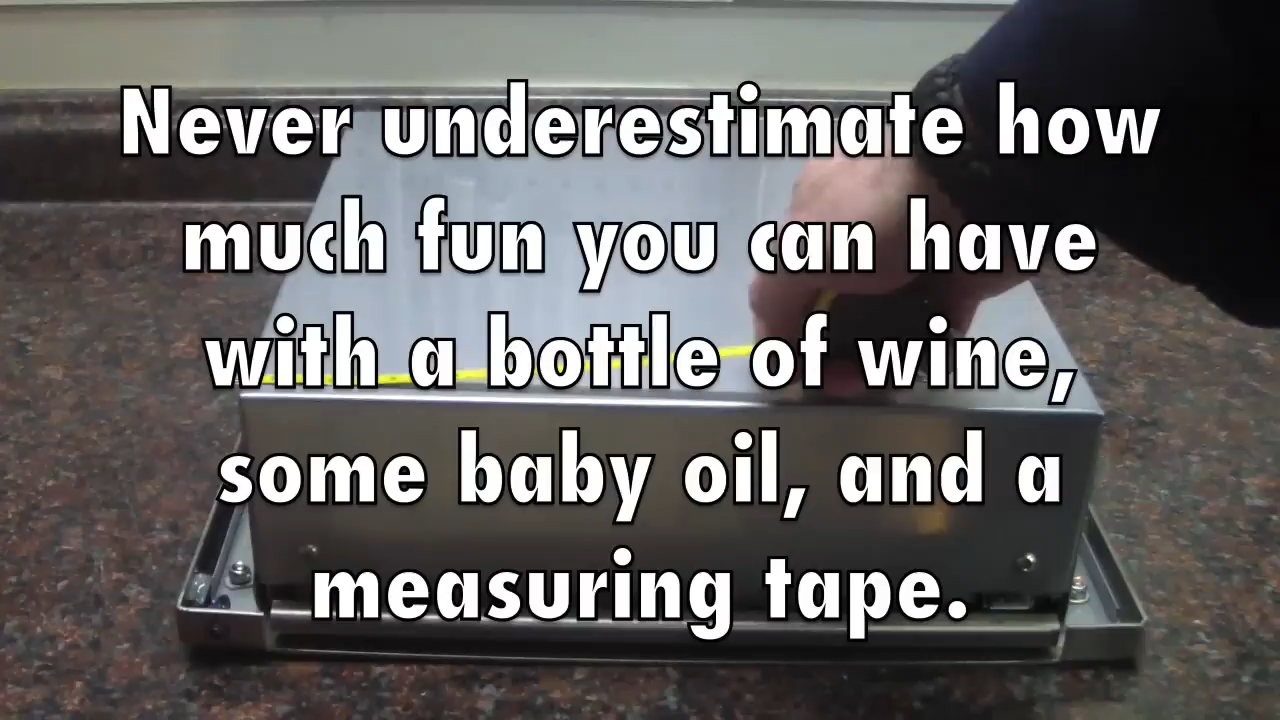 Never underestimate how
much fun you can have
with a bottle of wine,
some baby oil, and a
measuring tape.